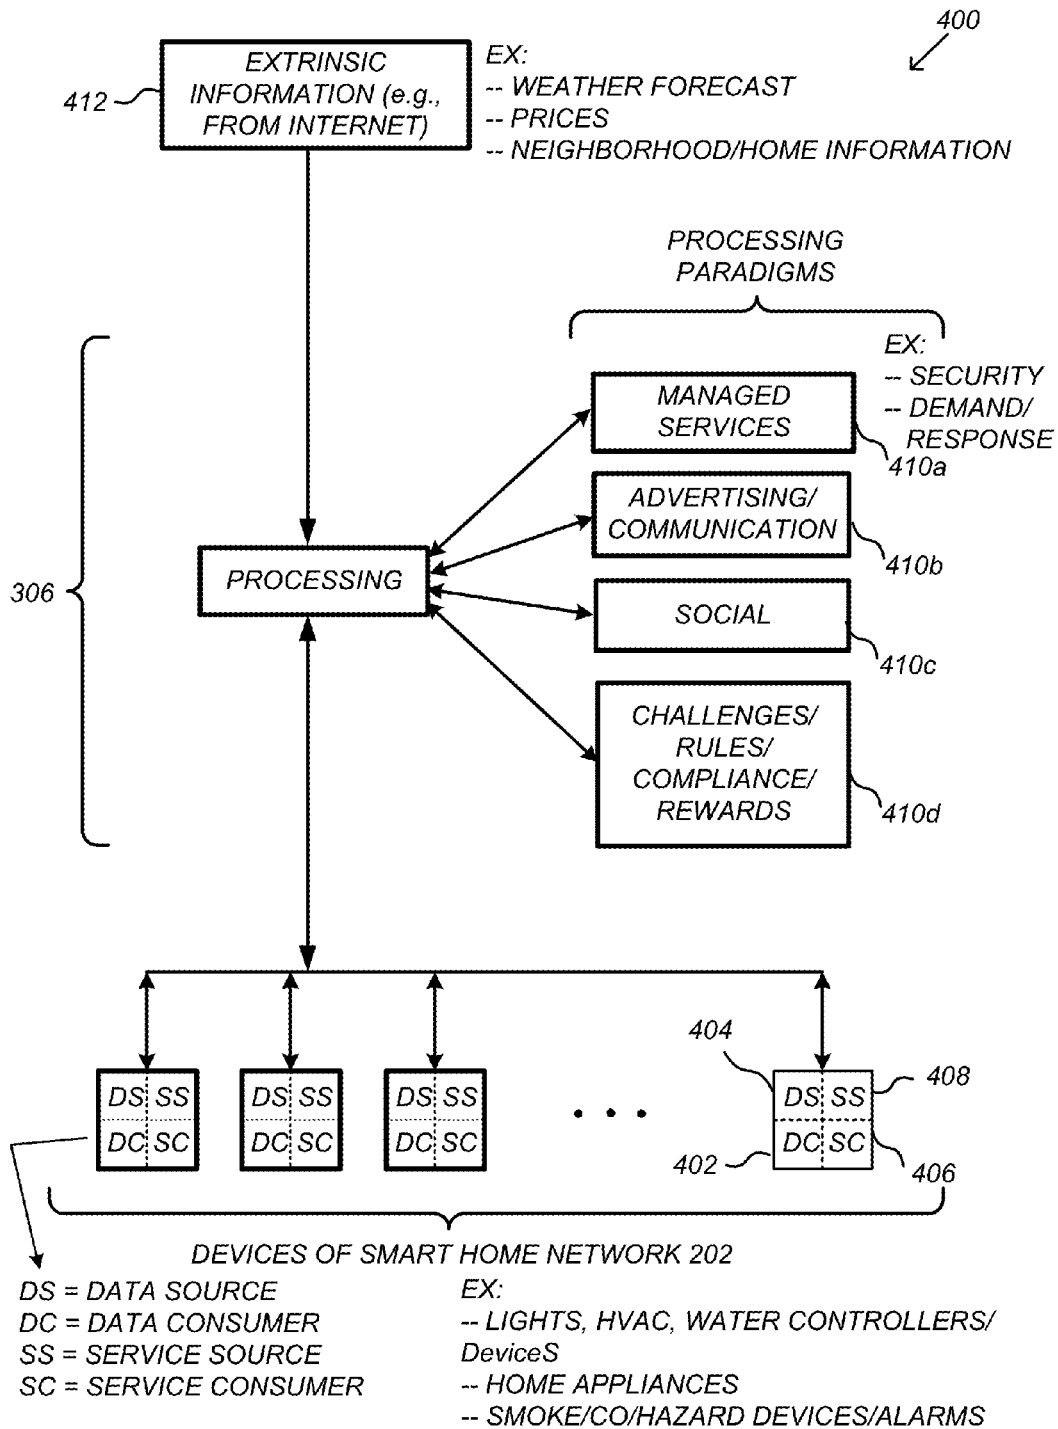 400
EXTRINSIC
INFORMATION (e.g.,
FROM INTERNET)
412
EX:
-- WEATHER FORECAST
-- PRICES
-- NEIGHBORHOOD/HOME INFORMATION
PROCESSING
PARADIGMS
EX:
-- SECURITY
-- DEMAND/
RESPONSE
MANAGED
SERVICES
410a
ADVERTISING/
COMMUNICATION
410b
306
PROCESSING
SOCIAL
410c
CHALLENGES/
RULES/
COMPLIANCE/
REWARDS
410d
404
408
DS SS
DC SC
DS SS
DC SC
DS SS
DC SC
. . .
DS SS
DC SC
402
406
DEVICES OF SMART HOME NETWORK 202
DS = DATA SOURCE
DC = DATA CONSUMER
SS = SERVICE SOURCE
SC = SERVICE CONSUMER
EX:
-- LIGHTS, HVAC, WATER CONTROLLERS/
DeviceS
-- HOME APPLIANCES
-- SMOKE/CO/HAZARD DEVICES/ALARMS